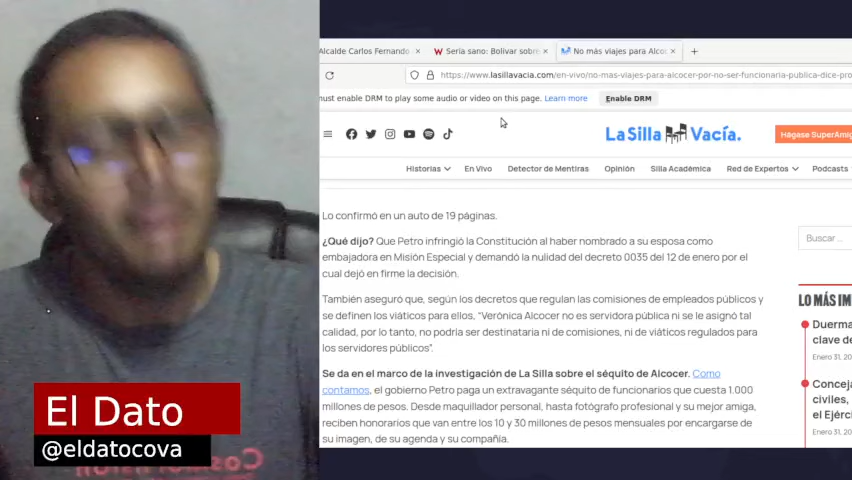 Alcalde Carlos Fernando
Seria sano: Bolívar sobre
No más viajes para Alcoc
https://www.lasillavacia.com/en-vivo/no-mas-viajes-para-alcocer-por-no-ser-funcionaria-publica-dice-pro
must enable DRM to play some audio or video on this page. Learn more
Enable DRM
La Silla Vacía.
Hágase SuperAmig
Historias
En Vivo
Detector de Mentiras
Opinión
Silla Académica
Red de Expertos
Podcasts
Lo confirmó en un auto de 19 páginas.
¿Qué dijo? Que Petro infringió la Constitución al haber nombrado a su esposa como
embajadora en Misión Especial y demandó la nulidad del decreto 0035 del 12 de enero por el
cual dejó en firme la decisión.
También aseguró que, según los decretos que regulan las comisiones de empleados públicos y
se definen los viáticos para ellos, "Verónica Alcocer no es servidora pública ni se le asignó tal
calidad, por lo tanto, no podría ser destinataria ni de comisiones, ni de viáticos regulados para
los servidores públicos".
Se da en el marco de la investigación de La Silla sobre el séquito de Alcocer. Como
contamos, el gobierno Petro paga un extravagante séquito de funcionarios que cuesta 1.000
millones de pesos. Desde maquillador personal, hasta fotógrafo profesional y su mejor amiga,
reciben honorarios que van entre los 10 y 30 millones de pesos mensuales por encargarse de
su imagen, de su agenda y su compañía.
Buscar ...
LO MÁS IM
Duerma
clave de
Enero 31, 20
Conceja
civiles,
el Ejérci
Enero 31, 20
El Dato
@eldatocova